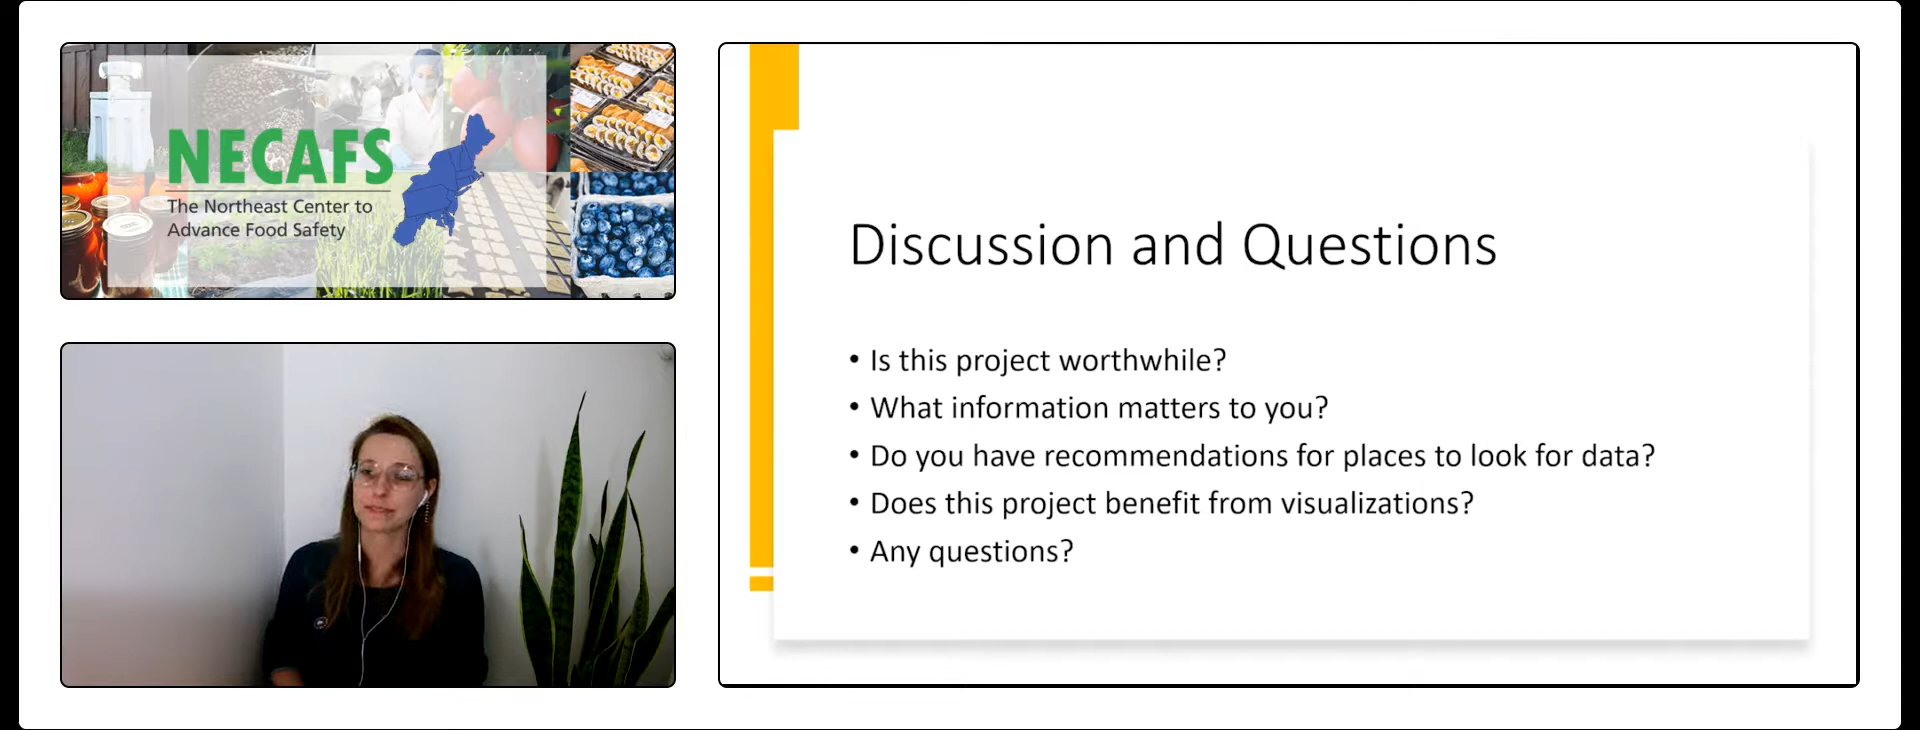 NECAFS
The Northeast Center to
Advance Food Safety
Discussion and Questions
• Is this project worthwhile?
• What information matters to you?
• Do you have recommendations for places to look for data?
• Does this project benefit from visualizations?
• Any questions?